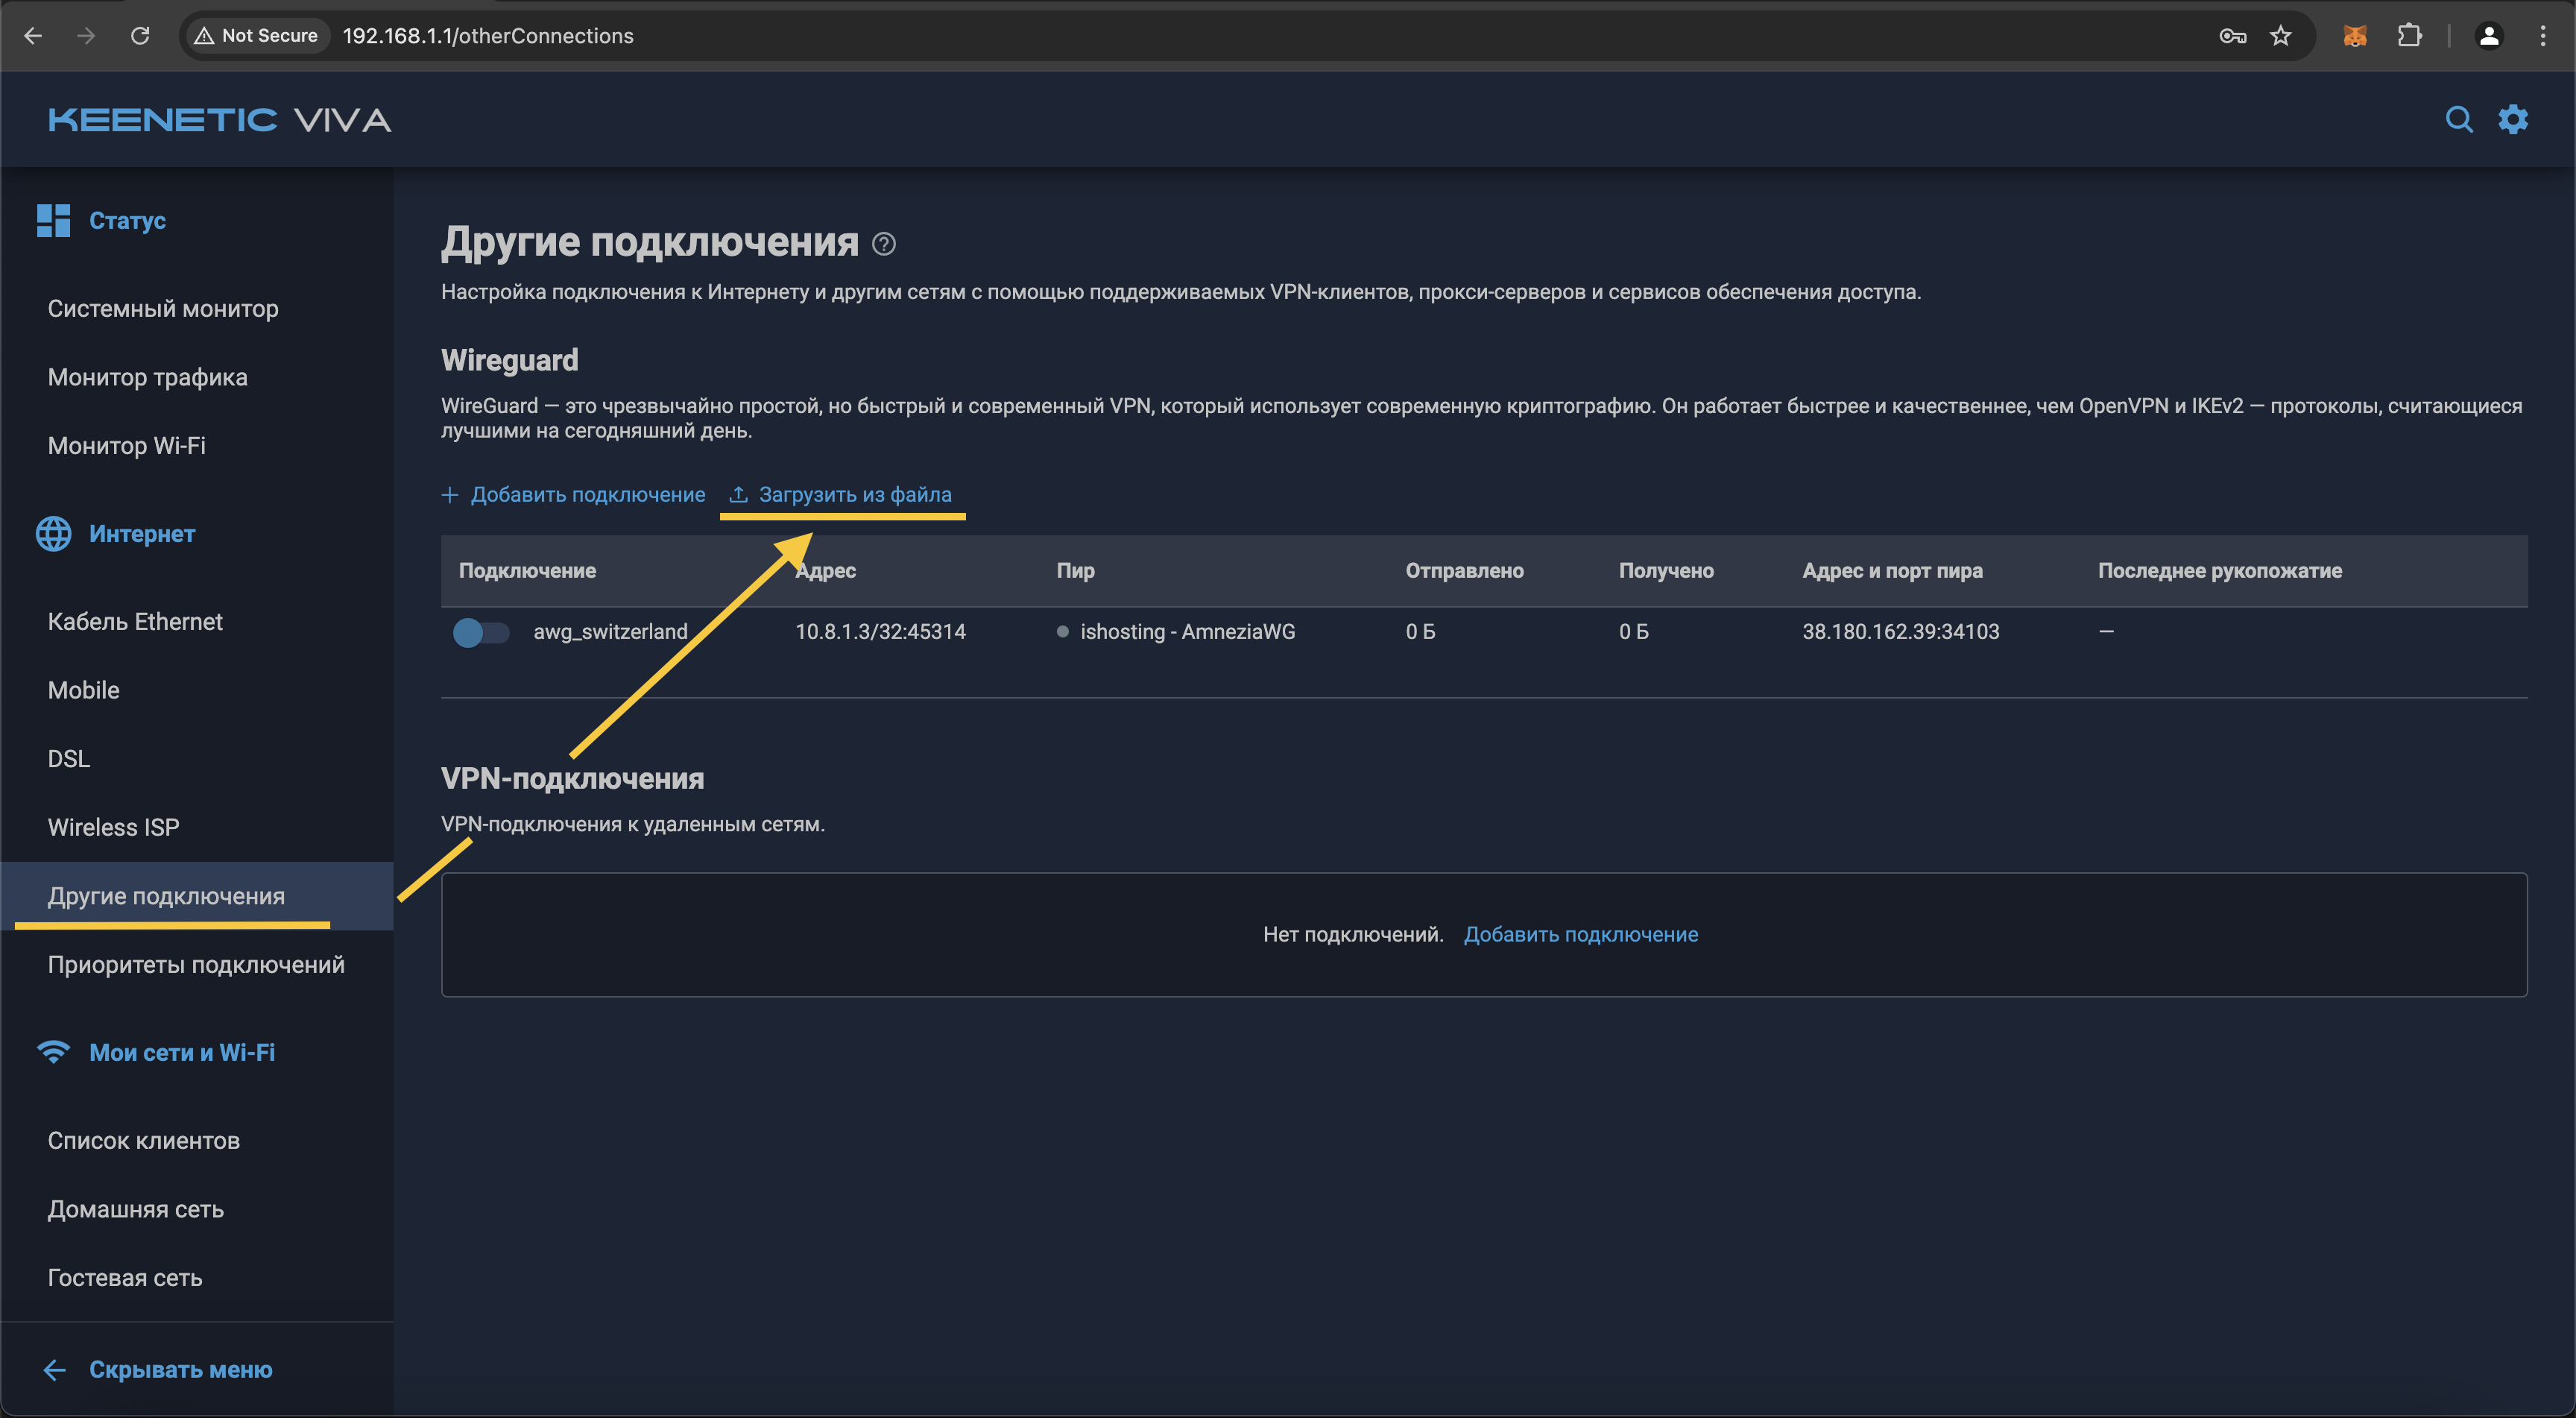 Not Secure 192.168.1.1/otherConnections
KEENETIC VIVA
Статус
Системный монитор
Монитор трафика
Монитор Wi-Fi
Интернет
Кабель Ethernet
Mobile
DSL
Wireless ISP
Другие подключения
Приоритеты подключений
Мои сети и Wi-Fi
Список клиентов
Домашняя сеть
Гостевая сеть
Скрывать меню
Другие подключения ?
Настройка подключения к Интернету и другим сетям с помощью поддерживаемых VPN-клиентов, прокси-серверов и сервисов обеспечения доступа.
Wireguard
WireGuard — это чрезвычайно простой, но быстрый и современный VPN, который использует современную криптографию. Он работает быстрее и качественнее, чем OpenVPN и IKEv2 — протоколы, считающиеся
лучшими на сегодняшний день.
+ Добавить подключение Загрузить из файла
Подключение Адрес Пир Отправлено Получено Адрес и порт пира Последнее рукопожатие
awg_switzerland 10.8.1.3/32:45314 ishosting - AmneziaWG 0 Б 0 Б 38.180.162.39:34103 —
VPN-подключения
VPN-подключения к удаленным сетям.
Нет подключений. Добавить подключение